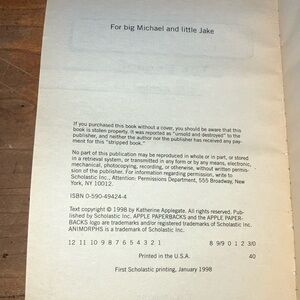 For big Michael and little Jake
If you purchased this book without a cover, you should be aware that this
book is stolen property. It was reported as "unsold and destroyed" to the
publisher, and neither the author nor the publisher has received any pay-
ment for this "stripped book."
No part of this publication may be reproduced in whole or in part, or stored
in a retrieval system, or transmitted in any form or by any means, electronic,
mechanical, photocopying, recording, or otherwise, without written permis-
sion of the publisher. For information regarding permission, write to
Scholastic Inc., Attention: Permissions Department, 555 Broadway, New
York, NY 10012.
ISBN 0-590-49424-4
Text copyright © 1998 by Katherine Applegate. All rights reserved. Pub-
lished by Scholastic Inc. APPLE PAPERBACKS and the APPLE PAPER-
BACKS logo are trademarks and/or registered trademarks of Scholastic Inc.
ANIMORPHS is a trademark of Scholastic Inc.
12 11 10 9 8 7 6 5 4 3 2 1 8 9/9 0 1 2 3/0
Printed in the U.S.A. 40
First Scholastic printing, January 1998